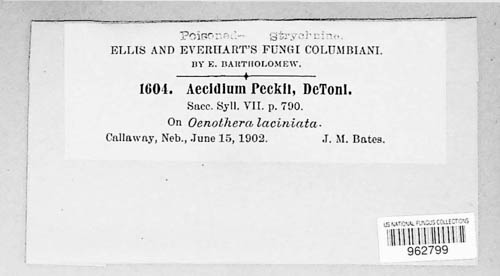 Poisoned— Strychnine.
ELLIS AND EVERHART'S FUNGI COLUMBIANI.
BY E. BARTHOLOMEW.
1604. Aecidium Peckii, DeToni.
Sacc. Syll. VII. p. 790.
On Oenothera laciniata.
Callaway, Neb., June 15, 1902. J. M. Bates.
US NATIONAL FUNGUS COLLECTIONS
962799